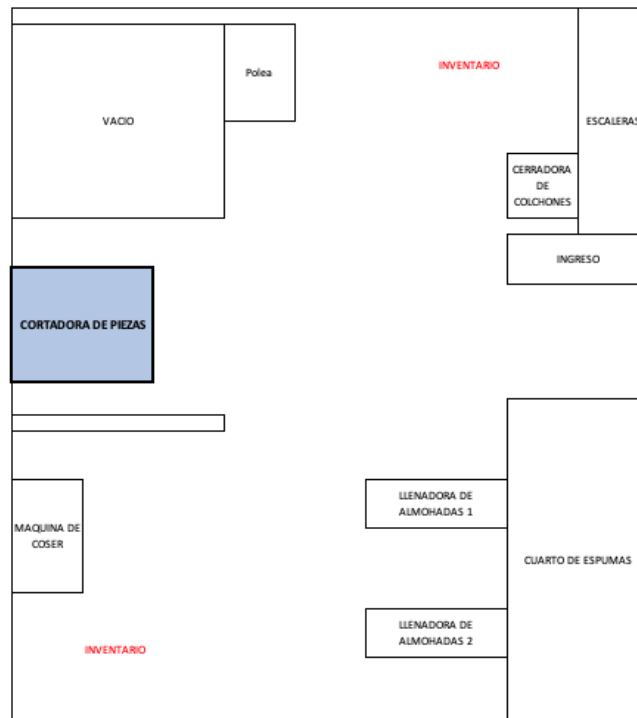 INVENTARIO
Polea
VACIO
ESCALERAS
CERRADORA
DE
COLCHONES
INGRESO
CORTADORA DE PIEZAS
LLENADORA DE
ALMOHADAS 1
MAQUINA DE
COSER
CUARTO DE ESPUMAS
LLENADORA DE
ALMOHADAS 2
INVENTARIO